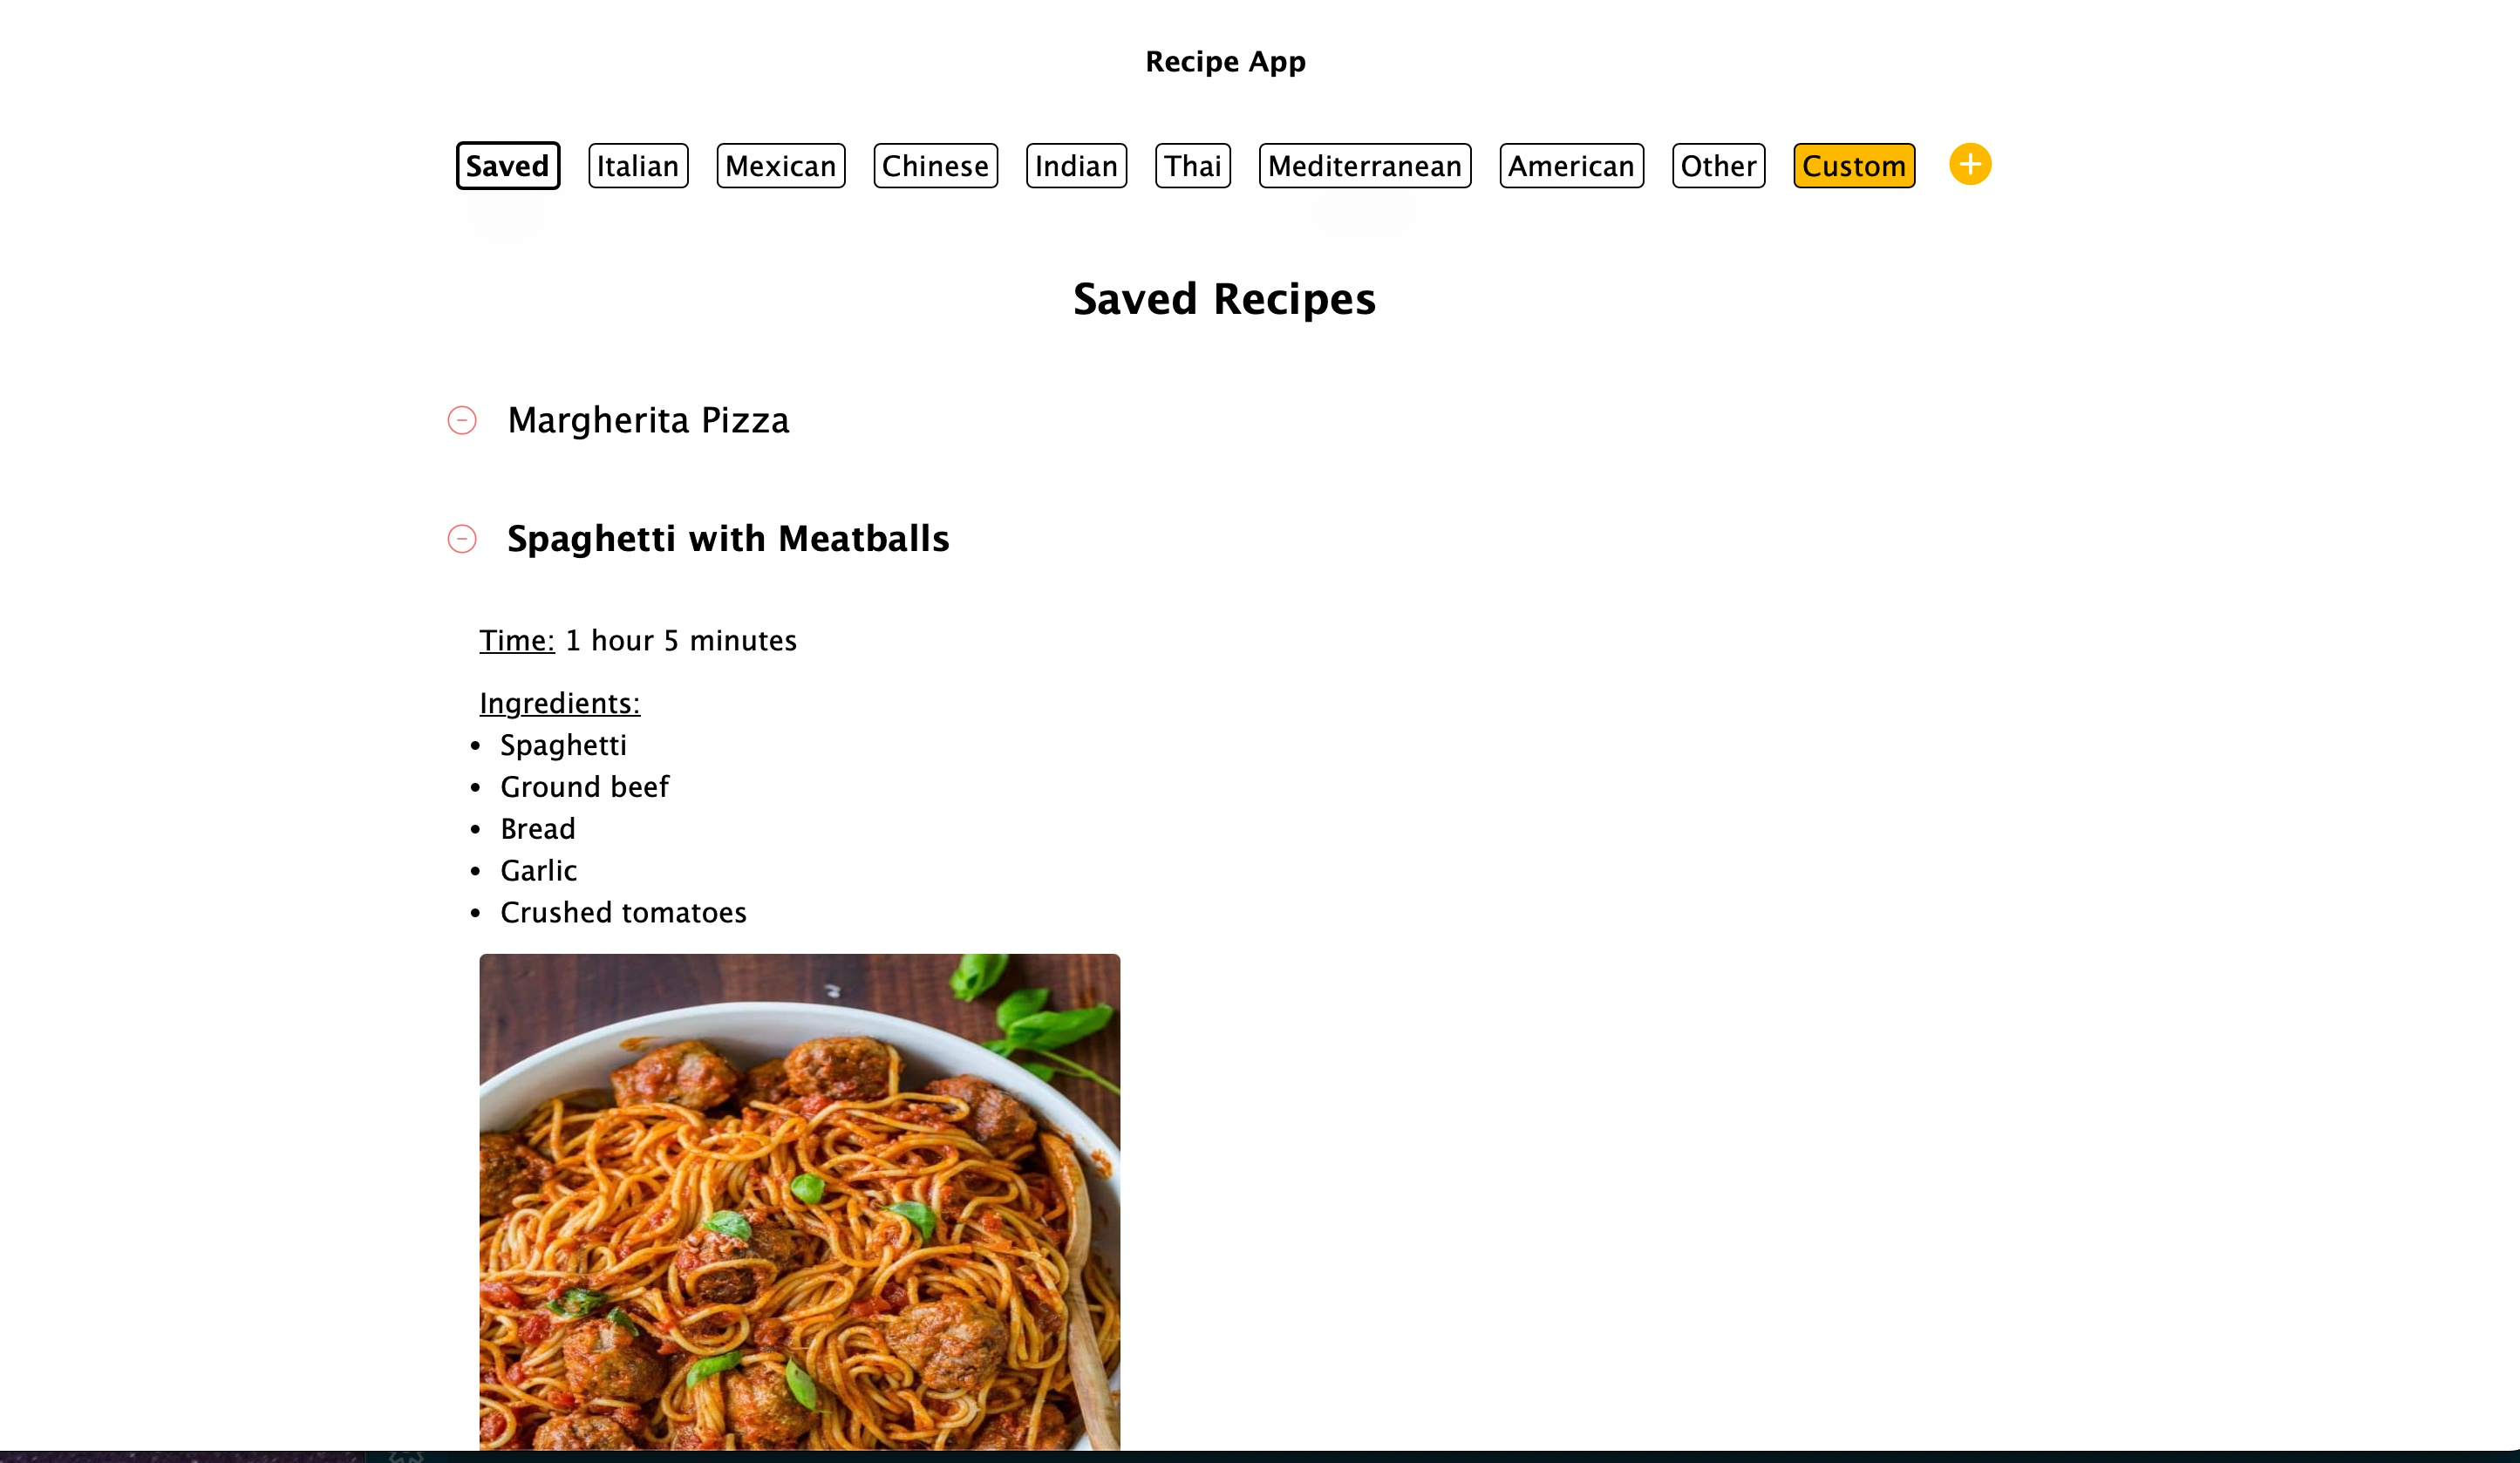 Recipe App
Saved Italian Mexican Chinese Indian Thai Mediterranean American Other Custom +
Saved Recipes
Margherita Pizza
Spaghetti with Meatballs
Time: 1 hour 5 minutes
Ingredients:
• Spaghetti
• Ground beef
• Bread
• Garlic
• Crushed tomatoes